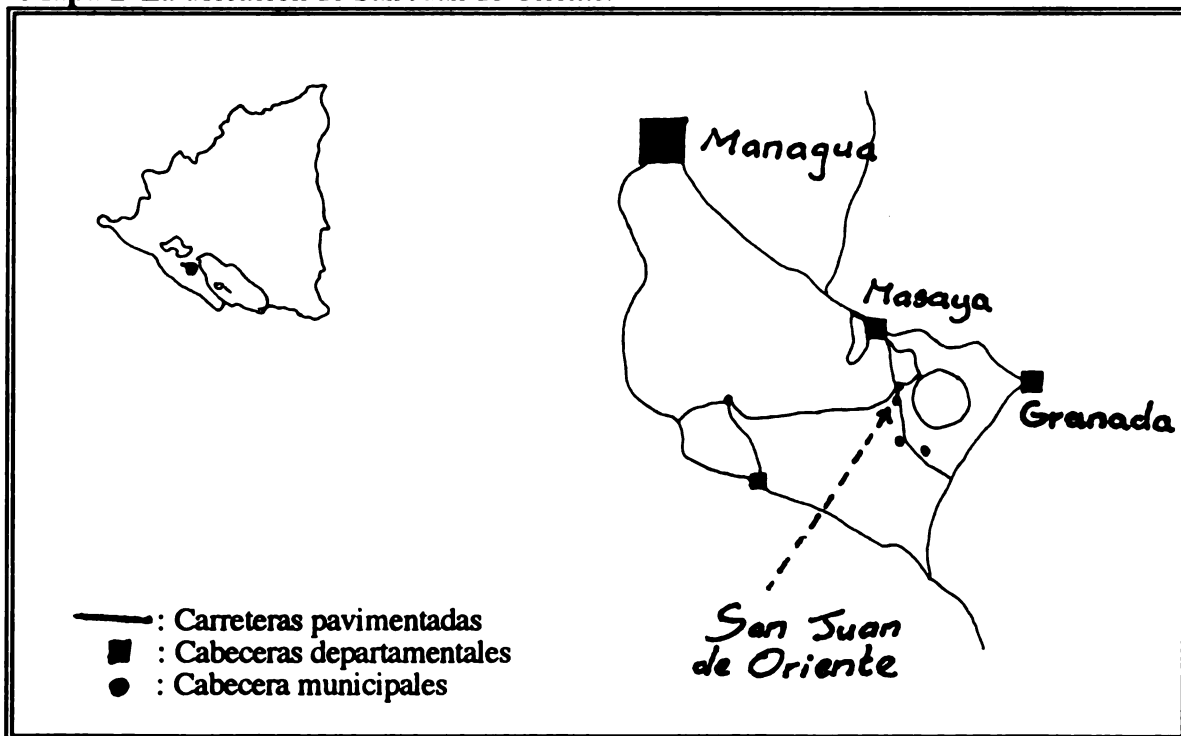 Managua
Masaya
Granada
San Juan
de Oriente
: Carreteras pavimentadas
: Cabeceras departamentales
: Cabecera municipales